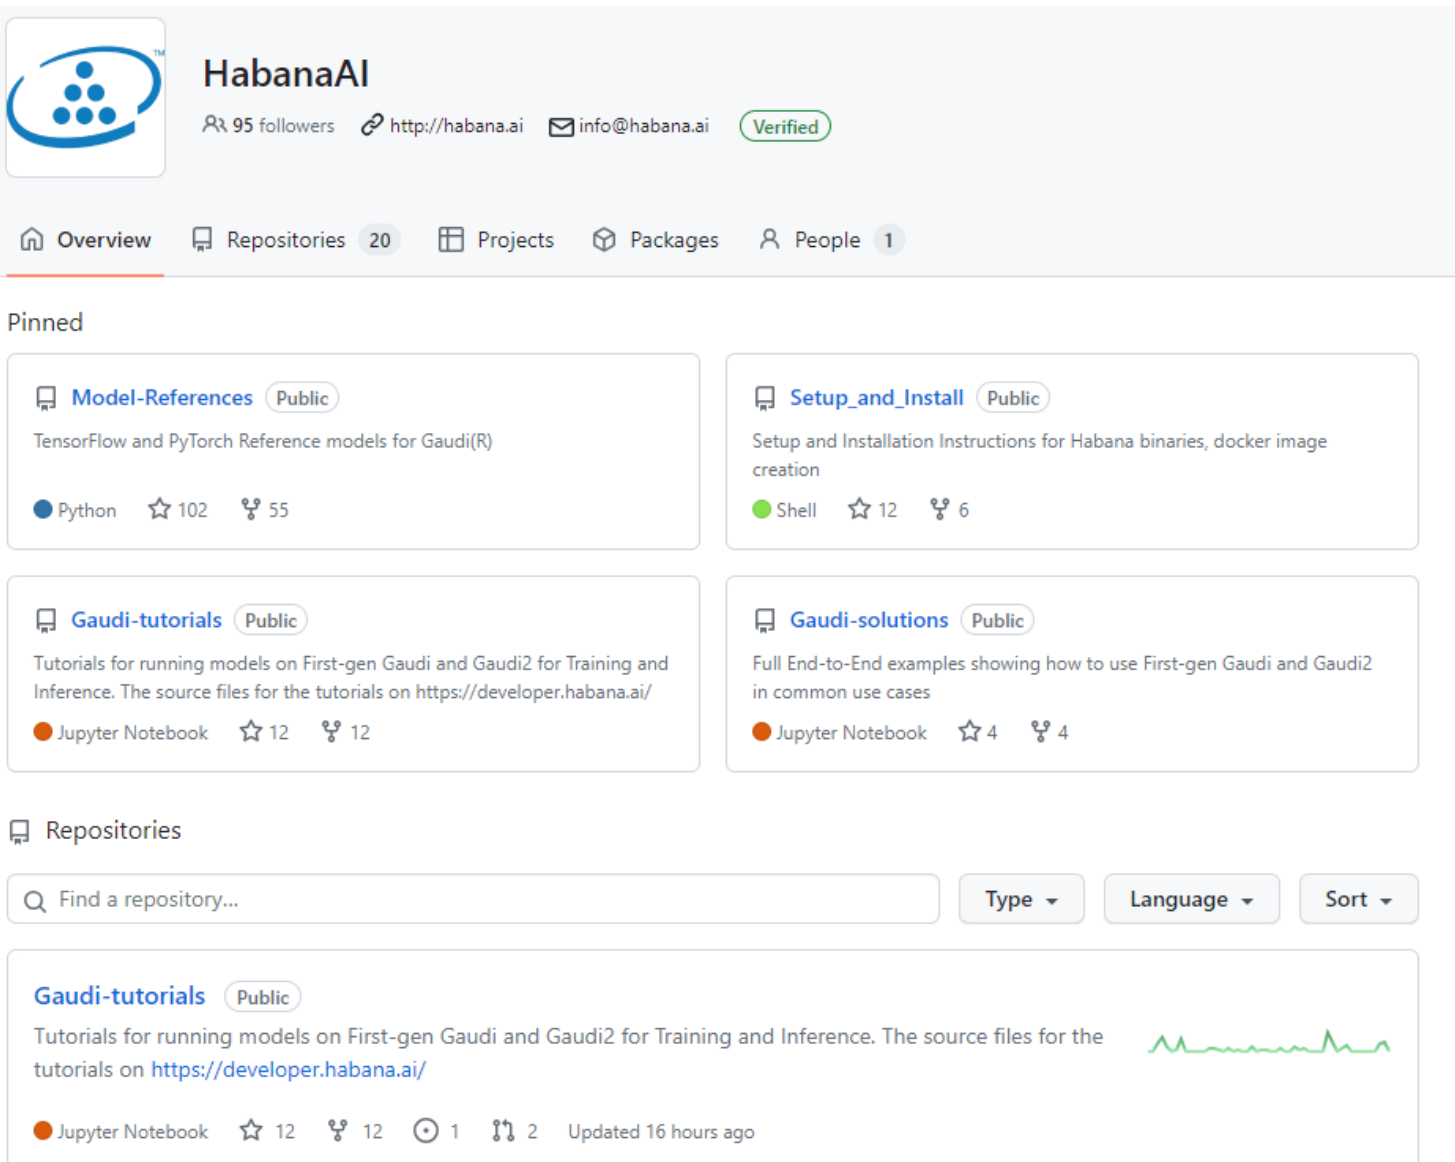 TM
HabanaAI
95 followers http://habana.ai info@habana.ai Verified
Overview Repositories 20 Projects Packages People 1
Pinned
Model-References Public
TensorFlow and PyTorch Reference models for Gaudi(R)
Python 102 55
Setup_and_Install Public
Setup and Installation Instructions for Habana binaries, docker image
creation
Shell 12 6
Gaudi-tutorials Public
Tutorials for running models on First-gen Gaudi and Gaudi2 for Training and
Inference. The source files for the tutorials on https://developer.habana.ai/
Jupyter Notebook 12 12
Gaudi-solutions Public
Full End-to-End examples showing how to use First-gen Gaudi and Gaudi2
in common use cases
Jupyter Notebook 4 4
Repositories
Find a repository... Type Language Sort
Gaudi-tutorials Public
Tutorials for running models on First-gen Gaudi and Gaudi2 for Training and Inference. The source files for the
tutorials on https://developer.habana.ai/
Jupyter Notebook 12 12 1 2 Updated 16 hours ago